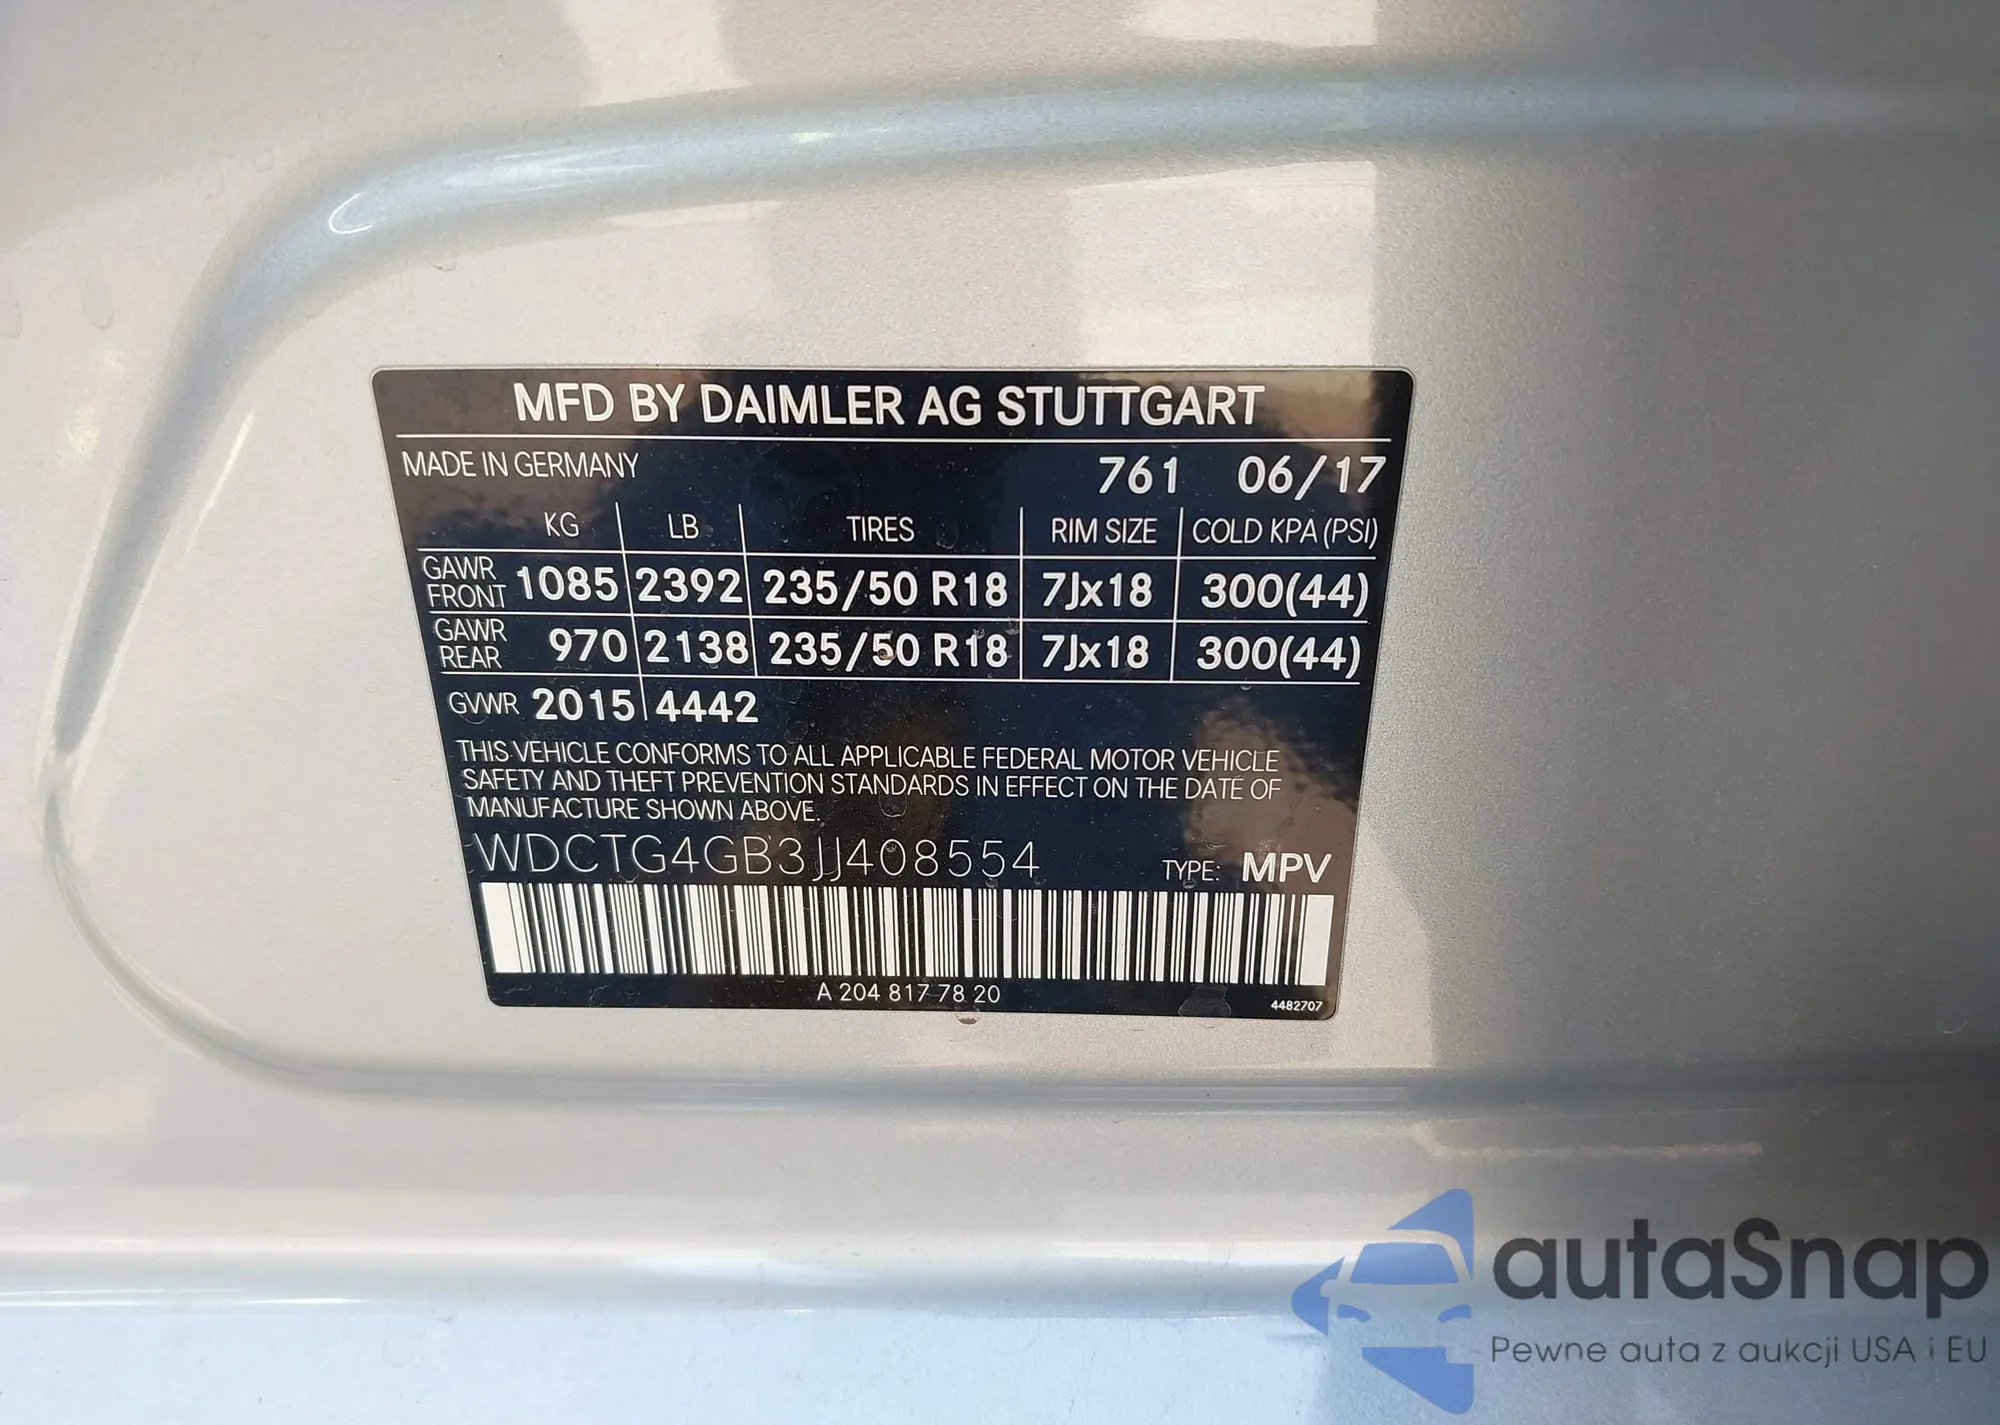 MFD BY DAIMLER AG STUTTGART
MADE IN GERMANY 761 06/17
KG LB TIRES RIM SIZE COLD KPA (PSI)
GAWR FRONT 1085 2392 235/50 R18 7Jx18 300(44)
GAWR REAR 970 2138 235/50 R18 7Jx18 300(44)
GVWR 2015 4442
THIS VEHICLE CONFORMS TO ALL APPLICABLE FEDERAL MOTOR VEHICLE
SAFETY AND THEFT PREVENTION STANDARDS IN EFFECT ON THE DATE OF
MANUFACTURE SHOWN ABOVE.
WDCTG4GB3JJ408554 TYPE: MPV
A 204 817 78 20 4482707
autaSnap
Pewne auta z aukcji USA i EU